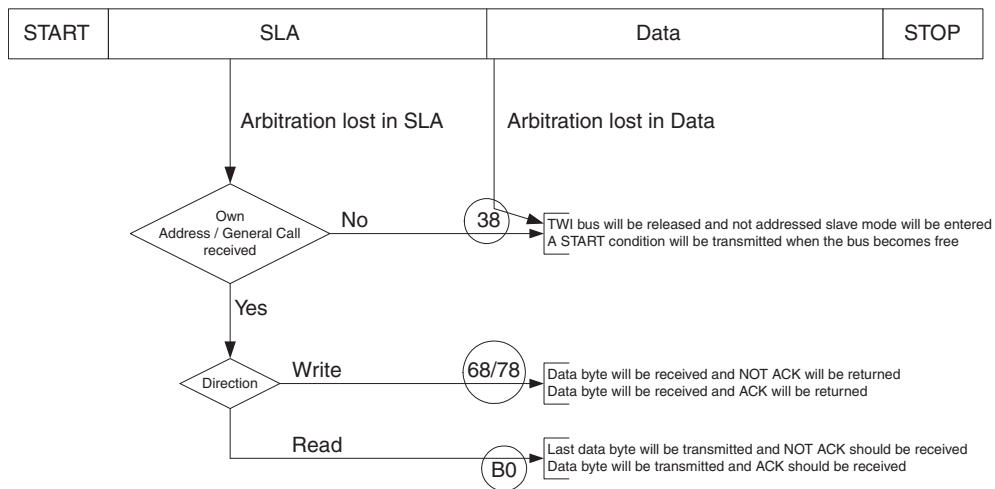 START SLA Data STOP
Arbitration lost in SLA Arbitration lost in Data
Own
Address / General Call
received
No
38
TWI bus will be released and not addressed slave mode will be entered
A START condition will be transmitted when the bus becomes free
Yes
Direction
Write
68/78
Data byte will be received and NOT ACK will be returned
Data byte will be received and ACK will be returned
Read
B0
Last data byte will be transmitted and NOT ACK should be received
Data byte will be transmitted and ACK should be received